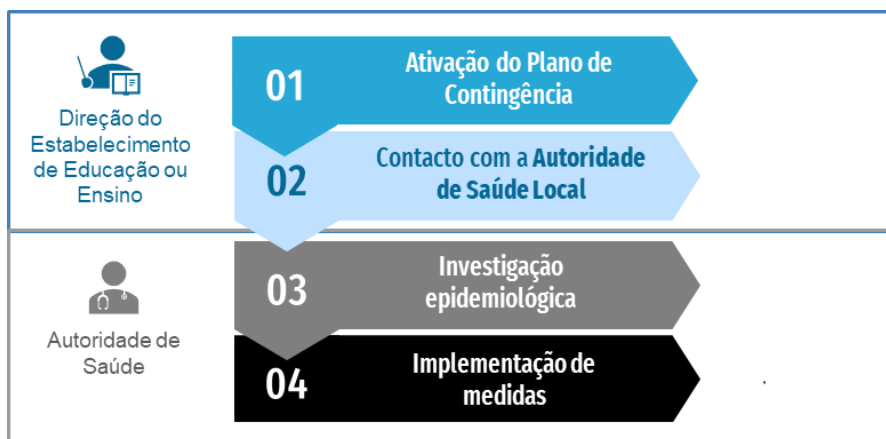 Direção do
Estabelecimento
de Educação ou
Ensino
01
Ativação do Plano de
Contingência
02
Contacto com a Autoridade
de Saúde Local
Autoridade de
Saúde
03
Investigação
epidemiológica
04
Implementação de
medidas
.